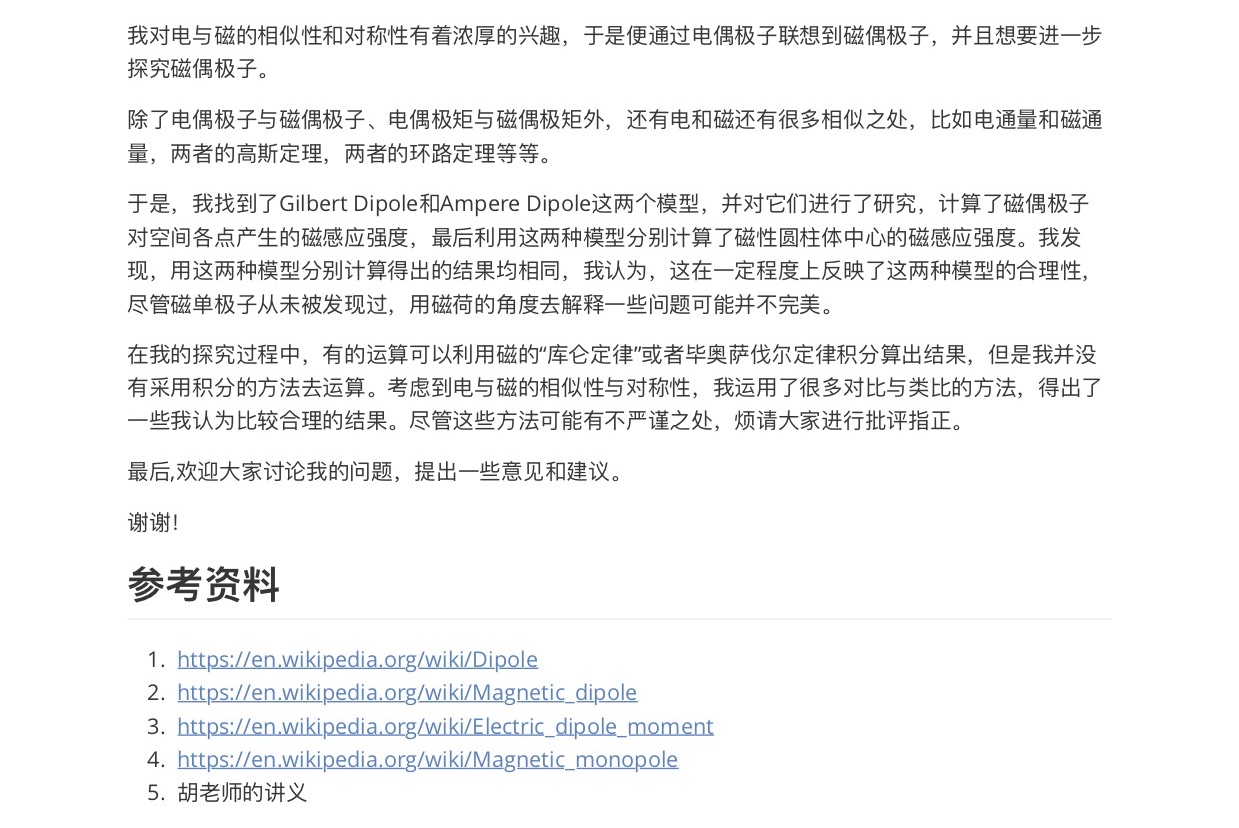 我对电与磁的相似性和对称性有着浓厚的兴趣，于是便通过电偶极子联想到磁偶极子，并且想要进一步
探究磁偶极子。
除了电偶极子与磁偶极子、电偶极矩与磁偶极矩外，还有电和磁还有很多相似之处，比如电通量和磁通
量，两者的高斯定理，两者的环路定理等等。
于是，我找到了Gilbert Dipole和Ampere Dipole这两个模型，并对它们进行了研究，计算了磁偶极子
对空间各点产生的磁感应强度，最后利用这两种模型分别计算了磁性圆柱体中心的磁感应强度。我发
现，用这两种模型分别计算得出的结果均相同，我认为，这在一定程度上反映了这两种模型的合理性，
尽管磁单极子从未被发现过，用磁荷的角度去解释一些问题可能并不完美。
在我的探究过程中，有的运算可以利用磁的“库仑定律”或者毕奥萨伐尔定律积分算出结果，但是我并没
有采用积分的方法去运算。考虑到电与磁的相似性与对称性，我运用了很多对比与类比的方法，得出了
一些我认为比较合理的结果。尽管这些方法可能有不严谨之处，烦请大家进行批评指正。
最后,欢迎大家讨论我的问题，提出一些意见和建议。
谢谢!
参考资料
1. https://en.wikipedia.org/wiki/Dipole
2. https://en.wikipedia.org/wiki/Magnetic_dipole
3. https://en.wikipedia.org/wiki/Electric_dipole_moment
4. https://en.wikipedia.org/wiki/Magnetic_monopole
5. 胡老师的讲义